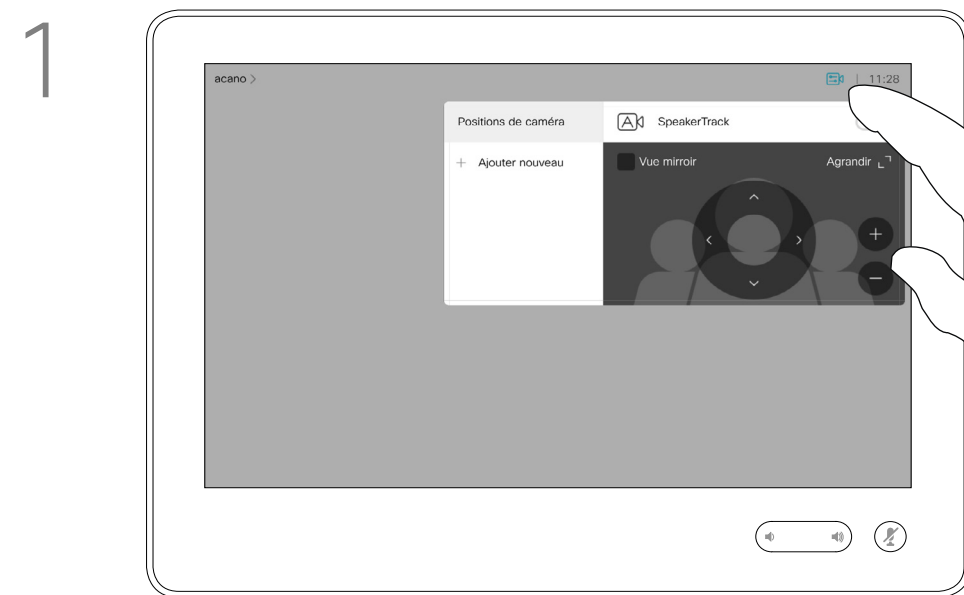 1
acano >
11:28
Positions de caméra
SpeakerTrack
+ Ajouter nouveau
Vue mirroir
Agrandir